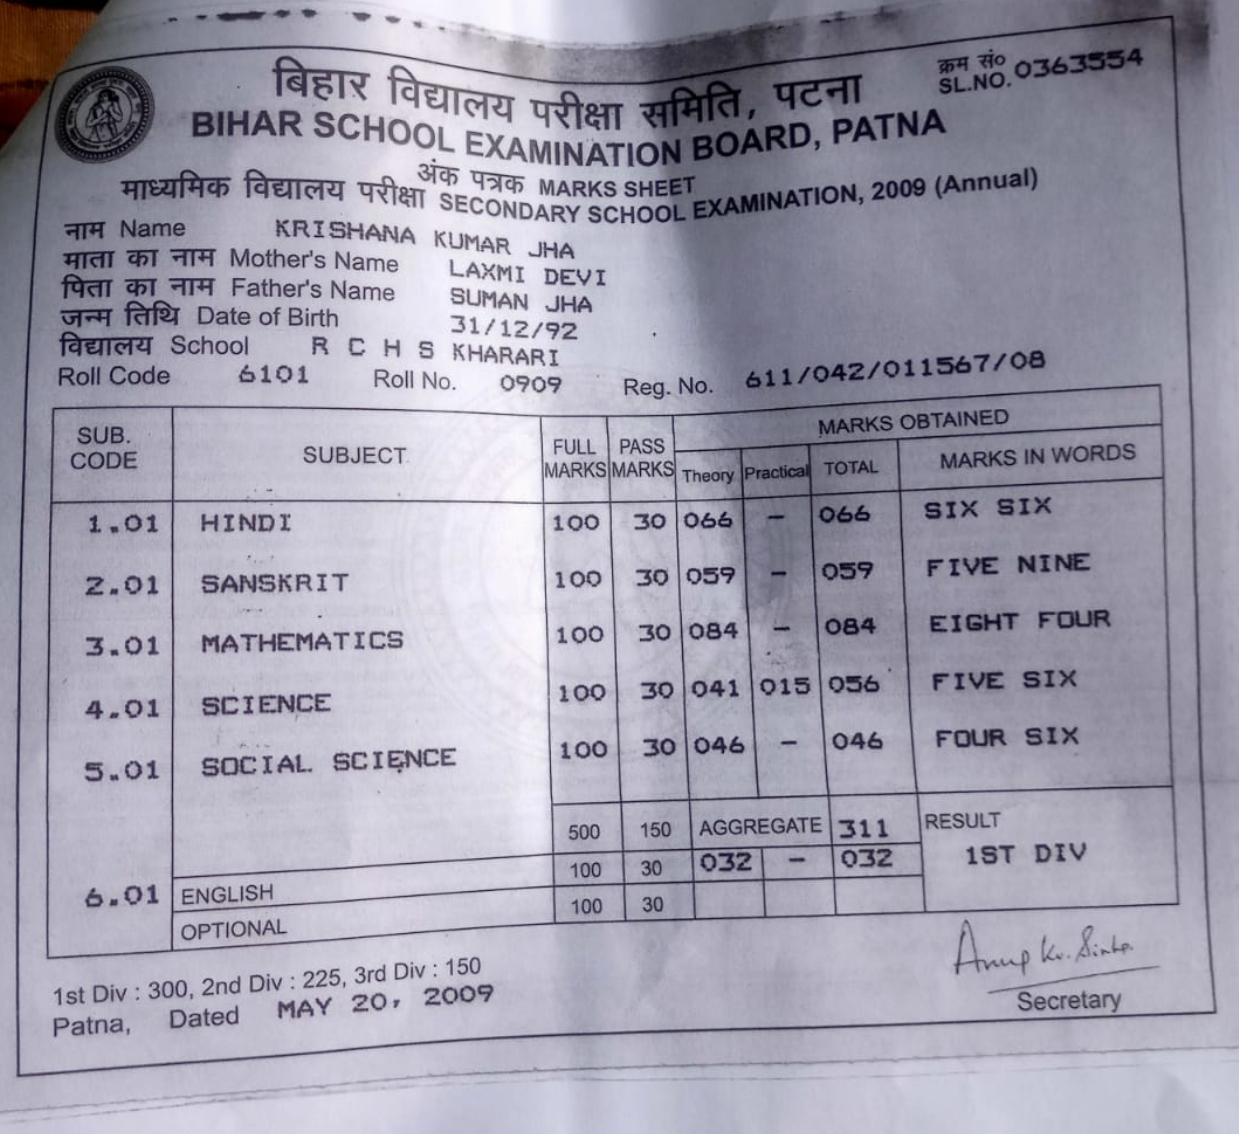 क्रम सं०
SL.NO. 0363554
बिहार विद्यालय परीक्षा समिति, पटना
BIHAR SCHOOL EXAMINATION BOARD, PATNA
अंक पत्रक MARKS SHEET
माध्यमिक विद्यालय परीक्षा SECONDARY SCHOOL EXAMINATION, 2009 (Annual)
नाम Name KRISHANA KUMAR JHA
माता का नाम Mother's Name LAXMI DEVI
पिता का नाम Father's Name SUMAN JHA
जन्म तिथि Date of Birth 31/12/92
विद्यालय School R C H S KHARARI
Roll Code 6101 Roll No. 0909 Reg. No. 611/042/011567/08
SUB. CODE SUBJECT FULL MARKS PASS MARKS MARKS OBTAINED
Theory Practical TOTAL MARKS IN WORDS
1.01 HINDI 100 30 066 - 066 SIX SIX
2.01 SANSKRIT 100 30 059 - 059 FIVE NINE
3.01 MATHEMATICS 100 30 084 - 084 EIGHT FOUR
4.01 SCIENCE 100 30 041 015 056 FIVE SIX
5.01 SOCIAL SCIENCE 100 30 046 - 046 FOUR SIX
500 150 AGGREGATE 311 RESULT
6.01 ENGLISH 100 30 032 - 032 1ST DIV
OPTIONAL 100 30
1st Div : 300, 2nd Div : 225, 3rd Div : 150
Patna, Dated MAY 20, 2009
Anup Kr. Sinha
Secretary